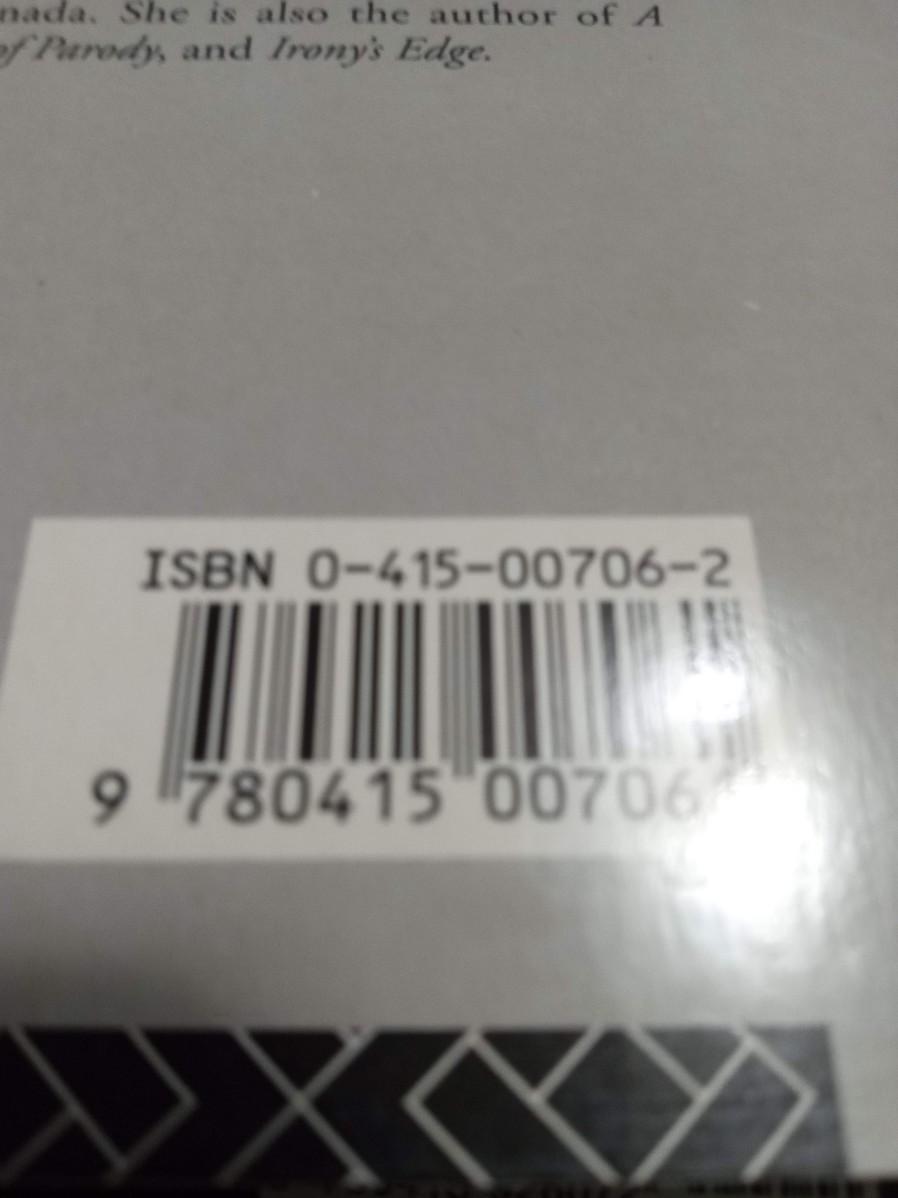 nada. She is also the author of A
of Parody, and Irony's Edge.
ISBN 0-415-00706-2
9 780415 00706